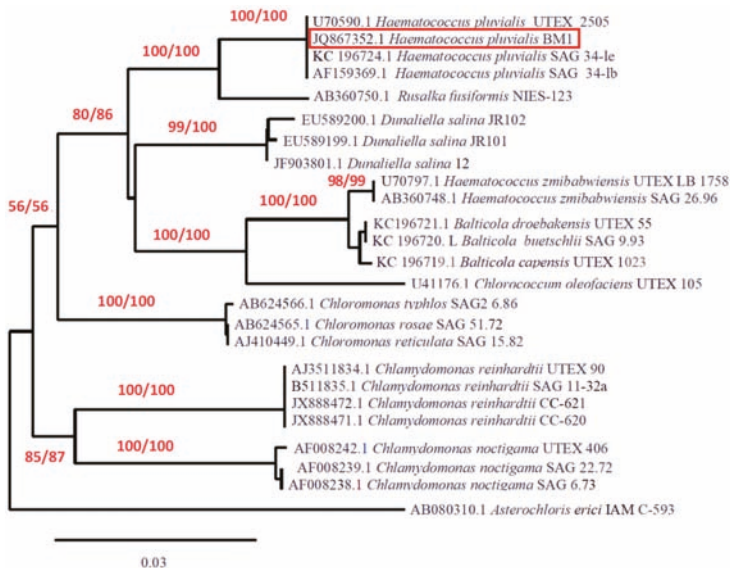 100/100
U70590.1 Haematococcus pluvialis UTEX 2505
JQ867352.1 Haematococcus pluvialis BM1
100/100
KC 196724.1 Haematococcus pluvialis SAG 34-Ie
AF159369.1 Haematococcus pluvialis SAG 34-Ib
80/86
AB360750.1 Rusalka fusiformis NIES-123
99/100
EU589200.1 Dunaliella salina JR102
EU589199.1 Dunaliella salina JR101
JF903801.1 Dunaliella salina 12
98/99
U70797.1 Haematococcus zmibabwiensis UTEX LB 1758
100/100
AB360748.1 Haematococcus zmibabwiensis SAG 26.96
56/56
KC196721.1 Balticola droebakensis UTEX 55
100/100
KC 196720. L Balticola buetschlii SAG 9.93
KC 196719.1 Balticola capensis UTEX 1023
U41176.1 Chlorococcum oleofaciens UTEX 105
100/100
AB624566.1 Chloromonas typhlos SAG2 6.86
AB624565.1 Chloromonas rosae SAG 51.72
AJ410449.1 Chloromonas reticulata SAG 15.82
AJ3511834.1 Chlamydomonas reinhardtii UTEX 90
100/100
B511835.1 Chlamydomonas reinhardtii SAG 11-32a
JX888472.1 Chlamydomonas reinhardtii CC-621
JX888471.1 Chlamydomonas reinhardtii CC-620
100/100
AF008242.1 Chlamydomonas noctigama UTEX 406
85/87
AF008239.1 Chlamydomonas noctigama SAG 22.72
AF008238.1 Chlamydomonas noctigama SAG 6.73
AB080310.1 Asterochloris erici IAM C-593
0.03